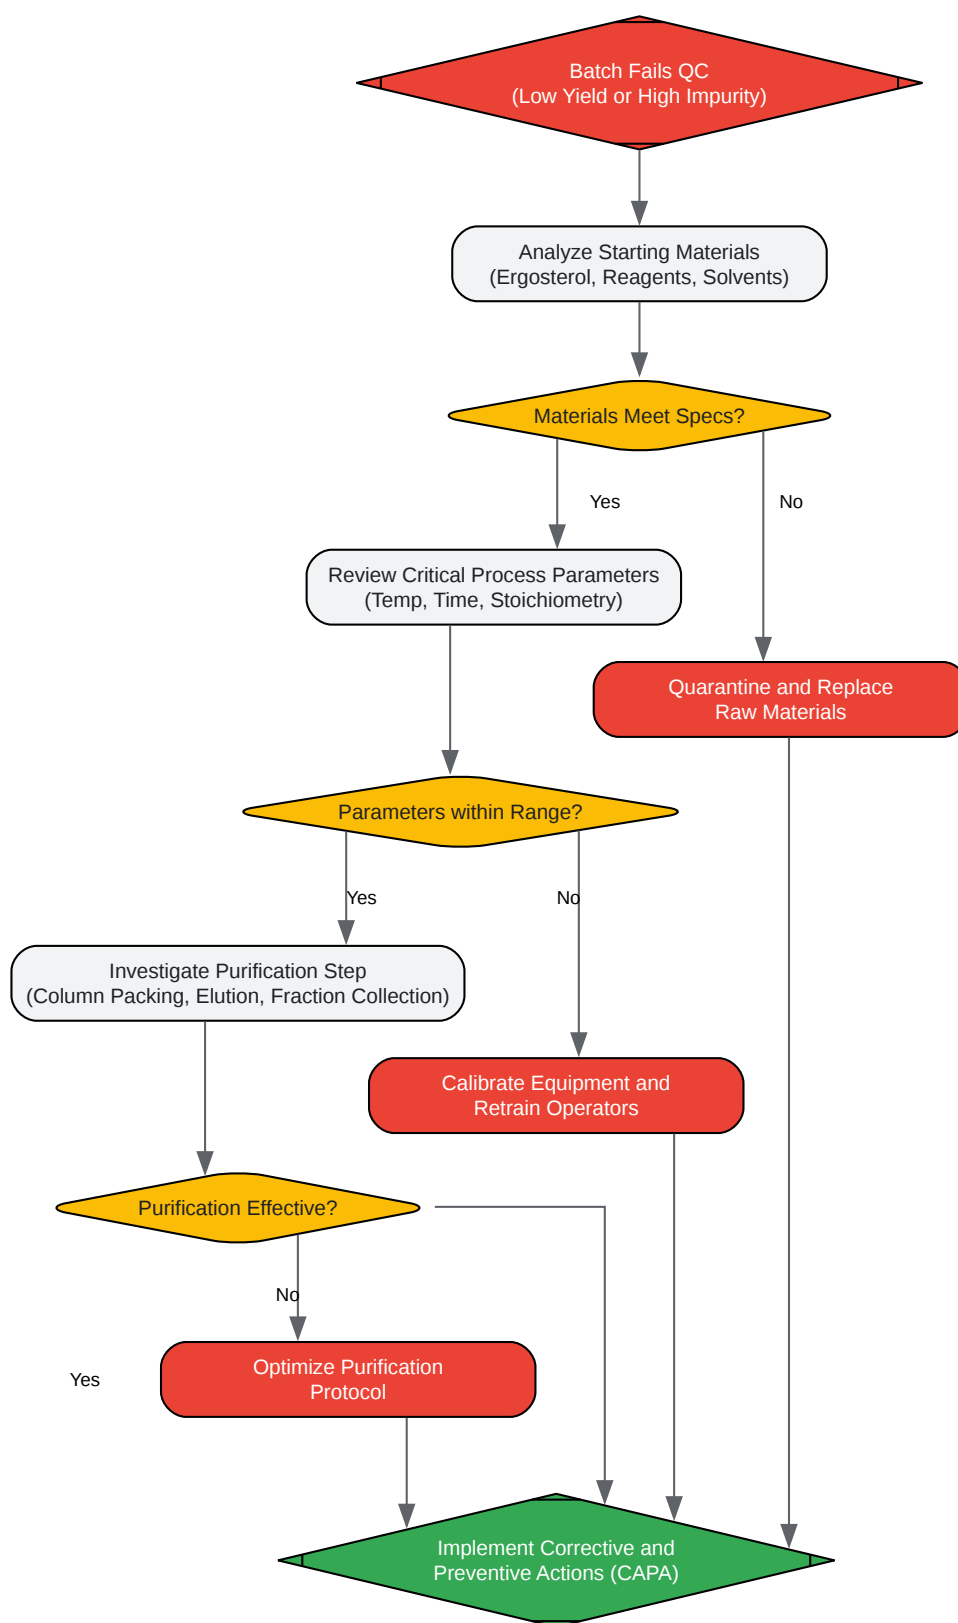 Batch Fails QC
(Low Yield or High Impurity)
Analyze Starting Materials
(Ergosterol, Reagents, Solvents)
Materials Meet Specs?
Yes
No
Review Critical Process Parameters
(Temp, Time, Stoichiometry)
Quarantine and Replace
Raw Materials
Parameters within Range?
Yes
No
Investigate Purification Step
(Column Packing, Elution, Fraction Collection)
Calibrate Equipment and
Retrain Operators
Purification Effective?
No
Optimize Purification
Protocol
Yes
Implement Corrective and
Preventive Actions (CAPA)